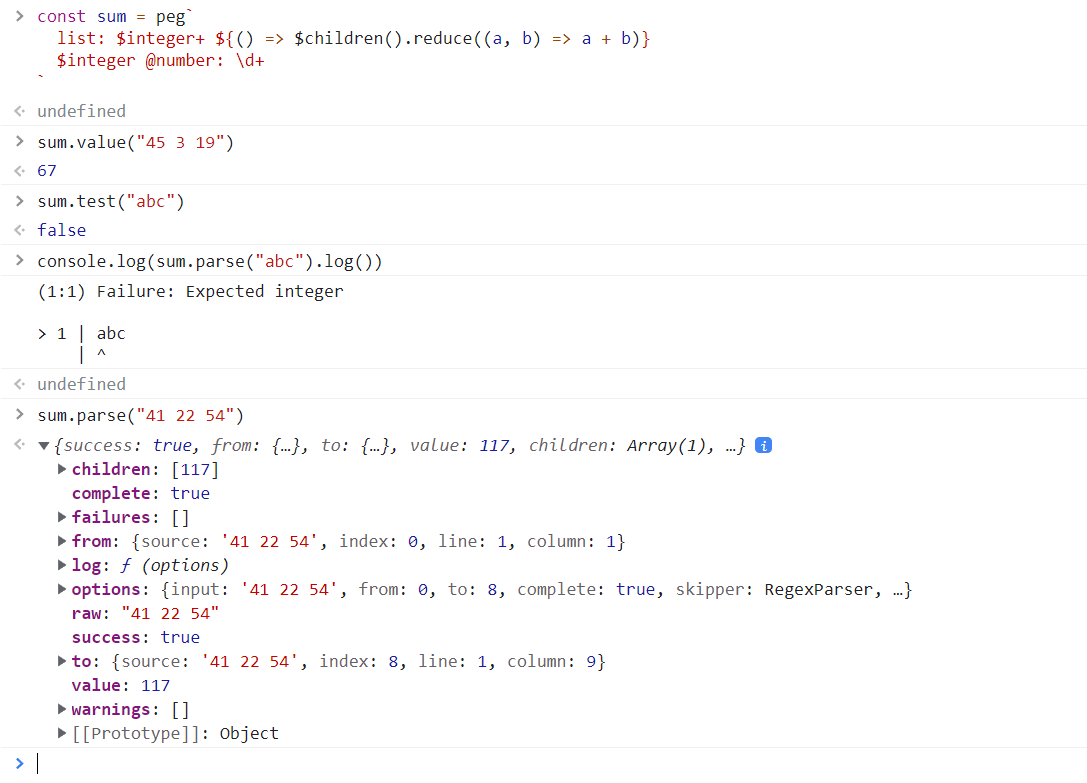 > const sum = peg`
list: $integer+ ${() => $children().reduce((a, b) => a + b)}
$integer @number: \d+
`
undefined
> sum.value("45 3 19")
67
> sum.test("abc")
false
> console.log(sum.parse("abc").log())
(1:1) Failure: Expected integer
> 1 | abc
| ^
undefined
> sum.parse("41 22 54")
▼{success: true, from: {…}, to: {…}, value: 117, children: Array(1), …} i
▶children: [117]
complete: true
▶failures: []
▶from: {source: '41 22 54', index: 0, line: 1, column: 1}
▶log: ƒ (options)
▶options: {input: '41 22 54', from: 0, to: 8, complete: true, skipper: RegexParser, …}
raw: "41 22 54"
success: true
▶to: {source: '41 22 54', index: 8, line: 1, column: 9}
value: 117
▶warnings: []
▶[[Prototype]]: Object
>